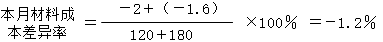 本月材料成本差异率 = −2+（−1.6） / 120+180 ×100% =−1.2%